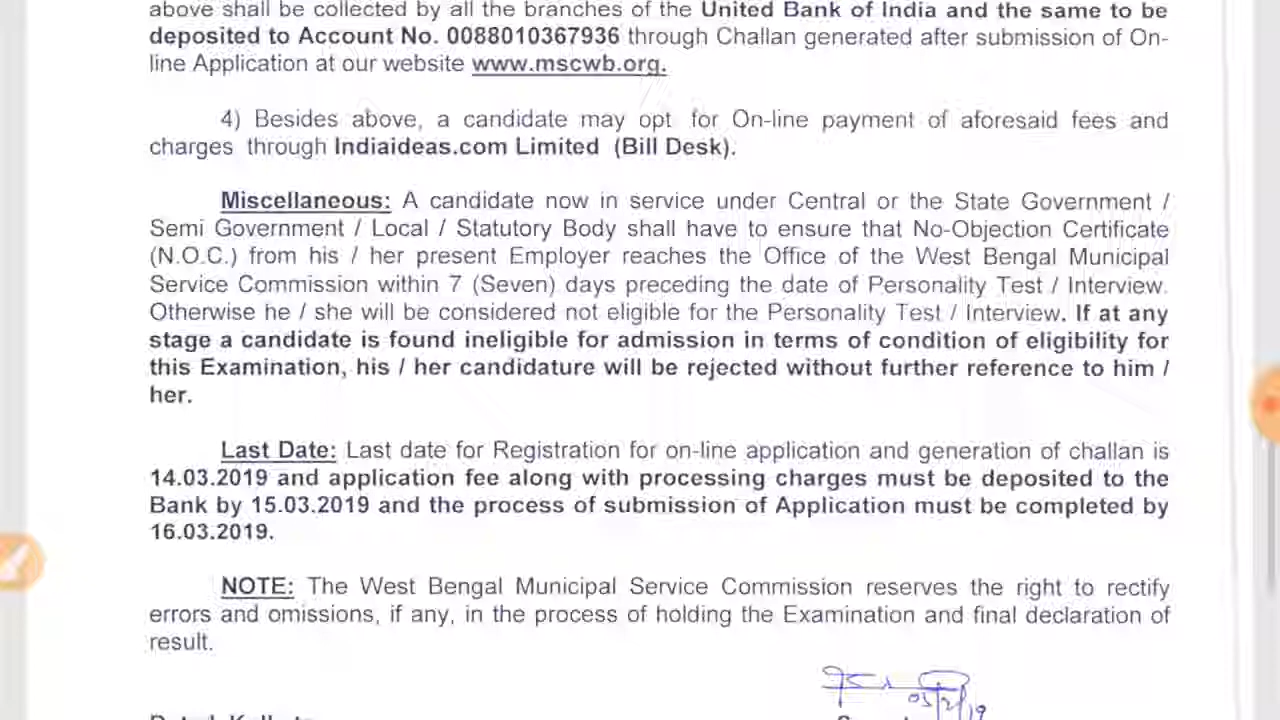 above shall be collected by all the branches of the United Bank of India and the same to be
deposited to Account No. 0088010367936 through Challan generated after submission of On-
line Application at our website www.mscwb.org.
4) Besides above, a candidate may opt for On-line payment of aforesaid fees and
charges through Indiaideas.com Limited (Bill Desk).
Miscellaneous: A candidate now in service under Central or the State Government /
Semi Government / Local / Statutory Body shall have to ensure that No-Objection Certificate
(N.O.C.) from his / her present Employer reaches the Office of the West Bengal Municipal
Service Commission within 7 (Seven) days preceding the date of Personality Test / Interview.
Otherwise he / she will be considered not eligible for the Personality Test / Interview. If at any
stage a candidate is found ineligible for admission in terms of condition of eligibility for
this Examination, his / her candidature will be rejected without further reference to him /
her.
Last Date: Last date for Registration for on-line application and generation of challan is
14.03.2019 and application fee along with processing charges must be deposited to the
Bank by 15.03.2019 and the process of submission of Application must be completed by
16.03.2019.
NOTE: The West Bengal Municipal Service Commission reserves the right to rectify
errors and omissions, if any, in the process of holding the Examination and final declaration of
result.